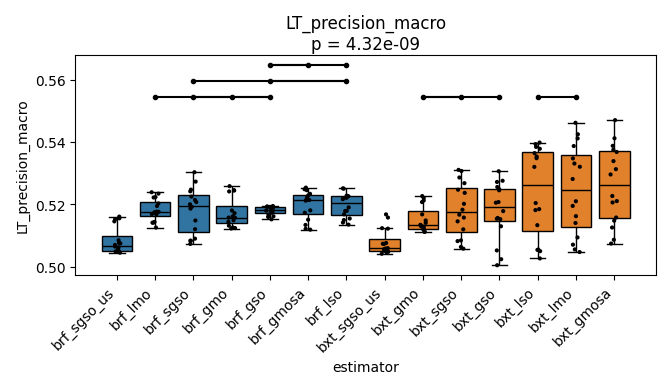 LT_precision_macro
p = 4.32e-09
LT_precision_macro
0.56
0.54
0.52
0.50
brf_sgso_us
brf_lmo
brf_sgso
brf_gmo
brf_gso
brf_gmosa
brf_lso
bxt_sgso_us
bxt_gmo
bxt_sgso
bxt_gso
bxt_lso
bxt_lmo
bxt_gmosa
estimator